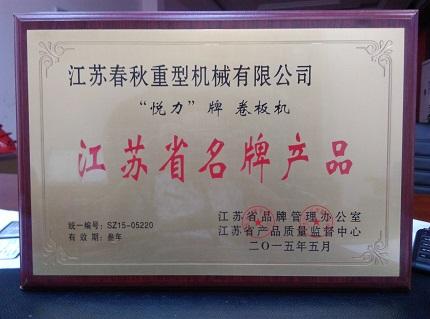 江苏春秋重型机械有限公司
“悦力”牌 卷板机
江苏省名牌产品
统一编号：SZ15-05220
有效期：叁年
江苏省品牌管理办公室
江苏省产品质量监督中心
二〇一五年五月